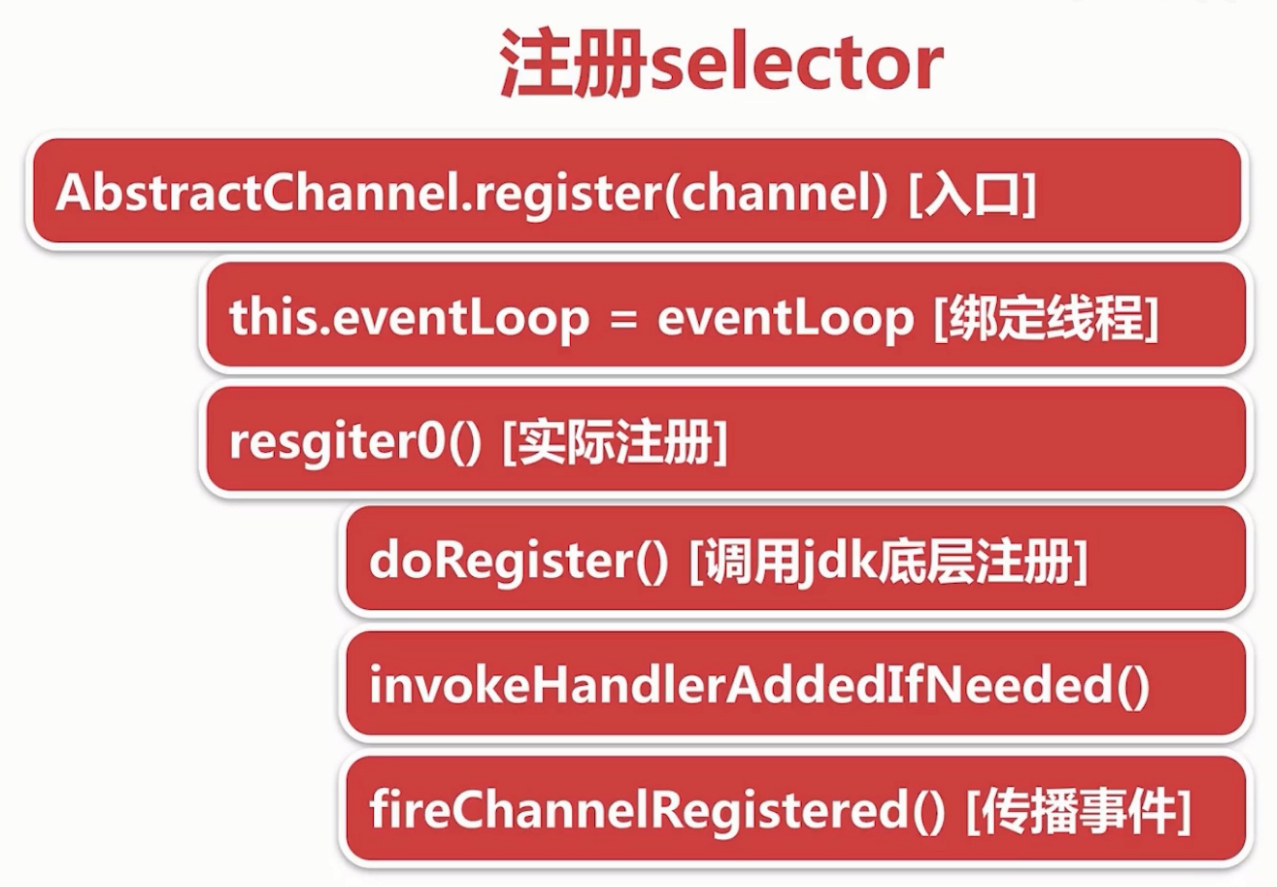 注册selector
AbstractChannel.register(channel) [入口]
this.eventLoop = eventLoop [绑定线程]
resgiter0() [实际注册]
doRegister() [调用jdk底层注册]
invokeHandlerAddedIfNeeded()
fireChannelRegistered() [传播事件]